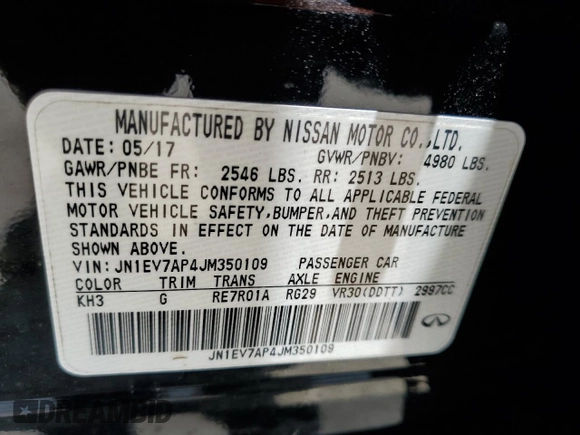 MANUFACTURED BY NISSAN MOTOR CO.,LTD.
DATE: 05/17 GVWR/PNBV: 4980 LBS.
GAWR/PNBE FR: 2546 LBS. RR: 2513 LBS.
THIS VEHICLE CONFORMS TO ALL APPLICABLE FEDERAL
MOTOR VEHICLE SAFETY, BUMPER, AND THEFT PREVENTION
STANDARDS IN EFFECT ON THE DATE OF MANUFACTURE
SHOWN ABOVE.
VIN: JN1EV7AP4JM350109 PASSENGER CAR
COLOR TRIM TRANS AXLE ENGINE
KH3 G RE7R01A RG29 VR30(DDTT) 2997CC
JN1EV7AP4JM350109
DREAMBID